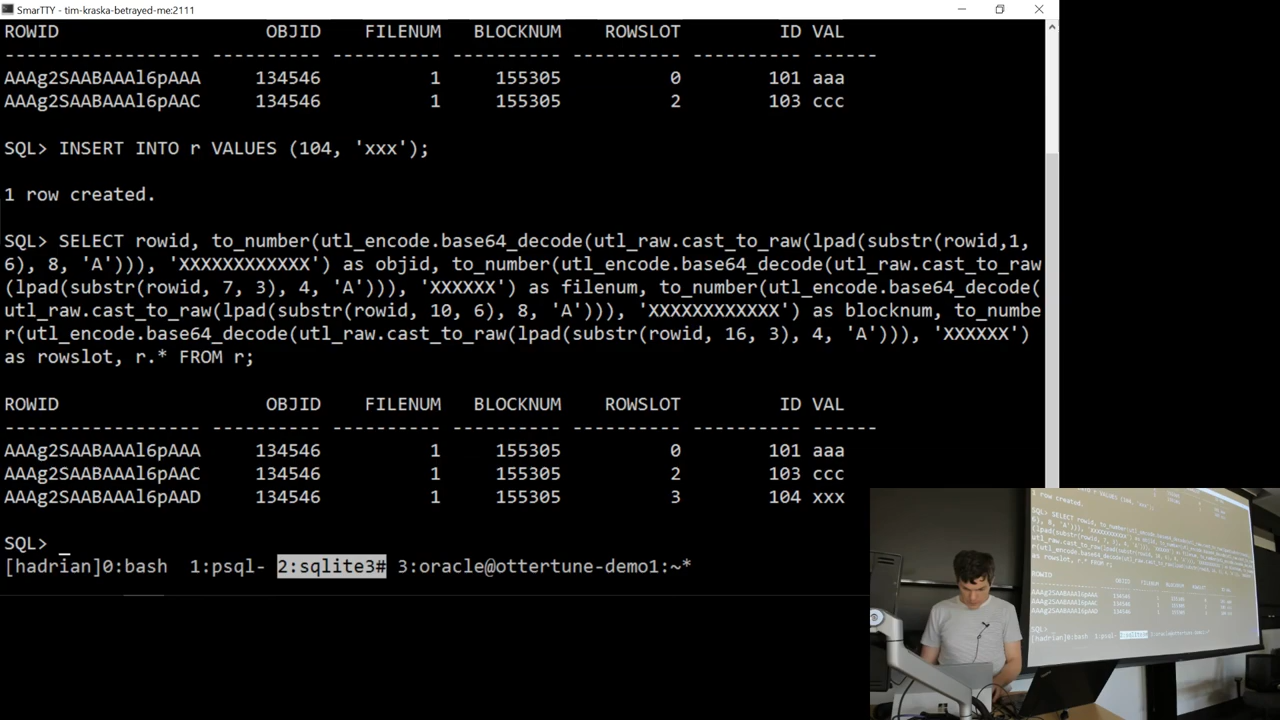 SmarTTY - tim-kraska-betrayed-me:2111
ROWID OBJID FILENUM BLOCKNUM ROWSLOT ID VAL
------------------ ---------- ---------- ---------- ---------- ---------- ------
AAAg2SAABAAAl6pAAA 134546 1 155305 0 101 aaa
AAAg2SAABAAAl6pAAC 134546 1 155305 2 103 ccc
SQL> INSERT INTO r VALUES (104, 'xxx');
1 row created.
SQL> SELECT rowid, to_number(utl_encode.base64_decode(utl_raw.cast_to_raw(lpad(substr(rowid,1,
6), 8, 'A'))), 'XXXXXXXXXXXX') as objid, to_number(utl_encode.base64_decode(utl_raw.cast_to_raw
(lpad(substr(rowid, 7, 3), 4, 'A'))), 'XXXXXX') as filenum, to_number(utl_encode.base64_decode(
utl_raw.cast_to_raw(lpad(substr(rowid, 10, 6), 8, 'A'))), 'XXXXXXXXXXXX') as blocknum, to_numbe
r(utl_encode.base64_decode(utl_raw.cast_to_raw(lpad(substr(rowid, 16, 3), 4, 'A'))), 'XXXXXX')
as rowslot, r.* FROM r;
ROWID OBJID FILENUM BLOCKNUM ROWSLOT ID VAL
------------------ ---------- ---------- ---------- ---------- ---------- ------
AAAg2SAABAAAl6pAAA 134546 1 155305 0 101 aaa
AAAg2SAABAAAl6pAAC 134546 1 155305 2 103 ccc
AAAg2SAABAAAl6pAAD 134546 1 155305 3 104 xxx
SQL>
[hadrian]0:bash 1:psql- 2:sqlite3# 3:oracle@ottertune-demo1:~*